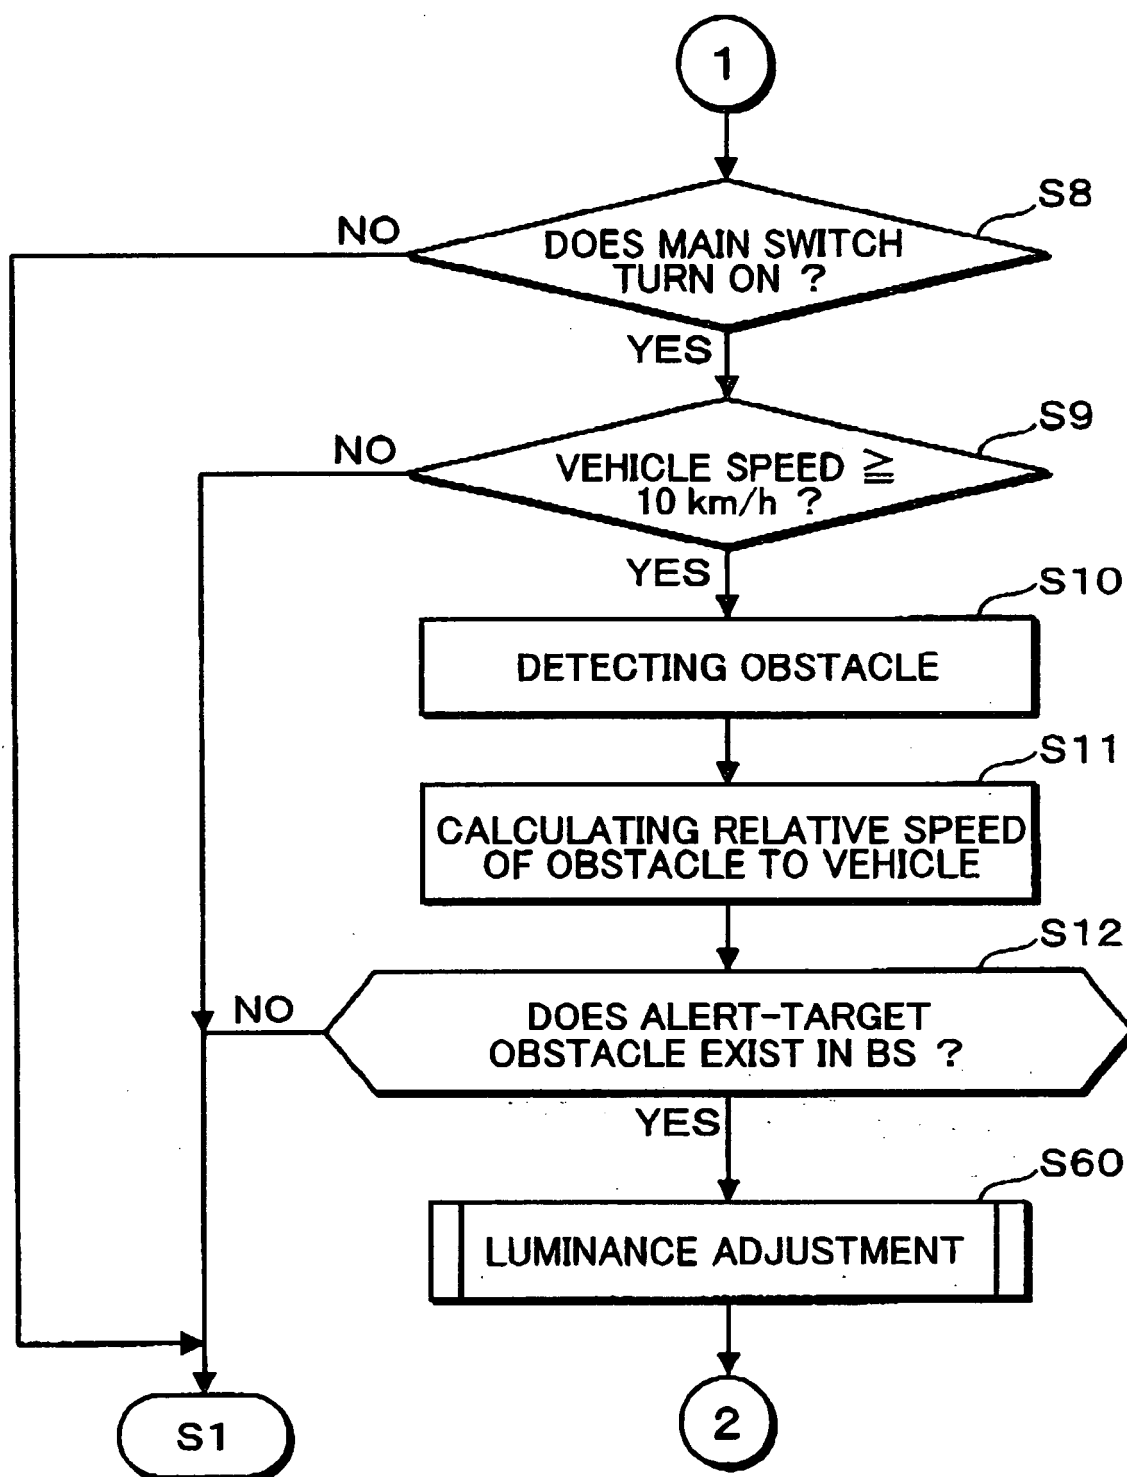 1
S8
NO
DOES MAIN SWITCH
TURN ON ?
YES
S9
NO
VEHICLE SPEED ≧
10 km/h ?
YES
S10
DETECTING OBSTACLE
S11
CALCULATING RELATIVE SPEED
OF OBSTACLE TO VEHICLE
S12
NO
DOES ALERT-TARGET
OBSTACLE EXIST IN BS ?
YES
S60
LUMINANCE ADJUSTMENT
S1
2